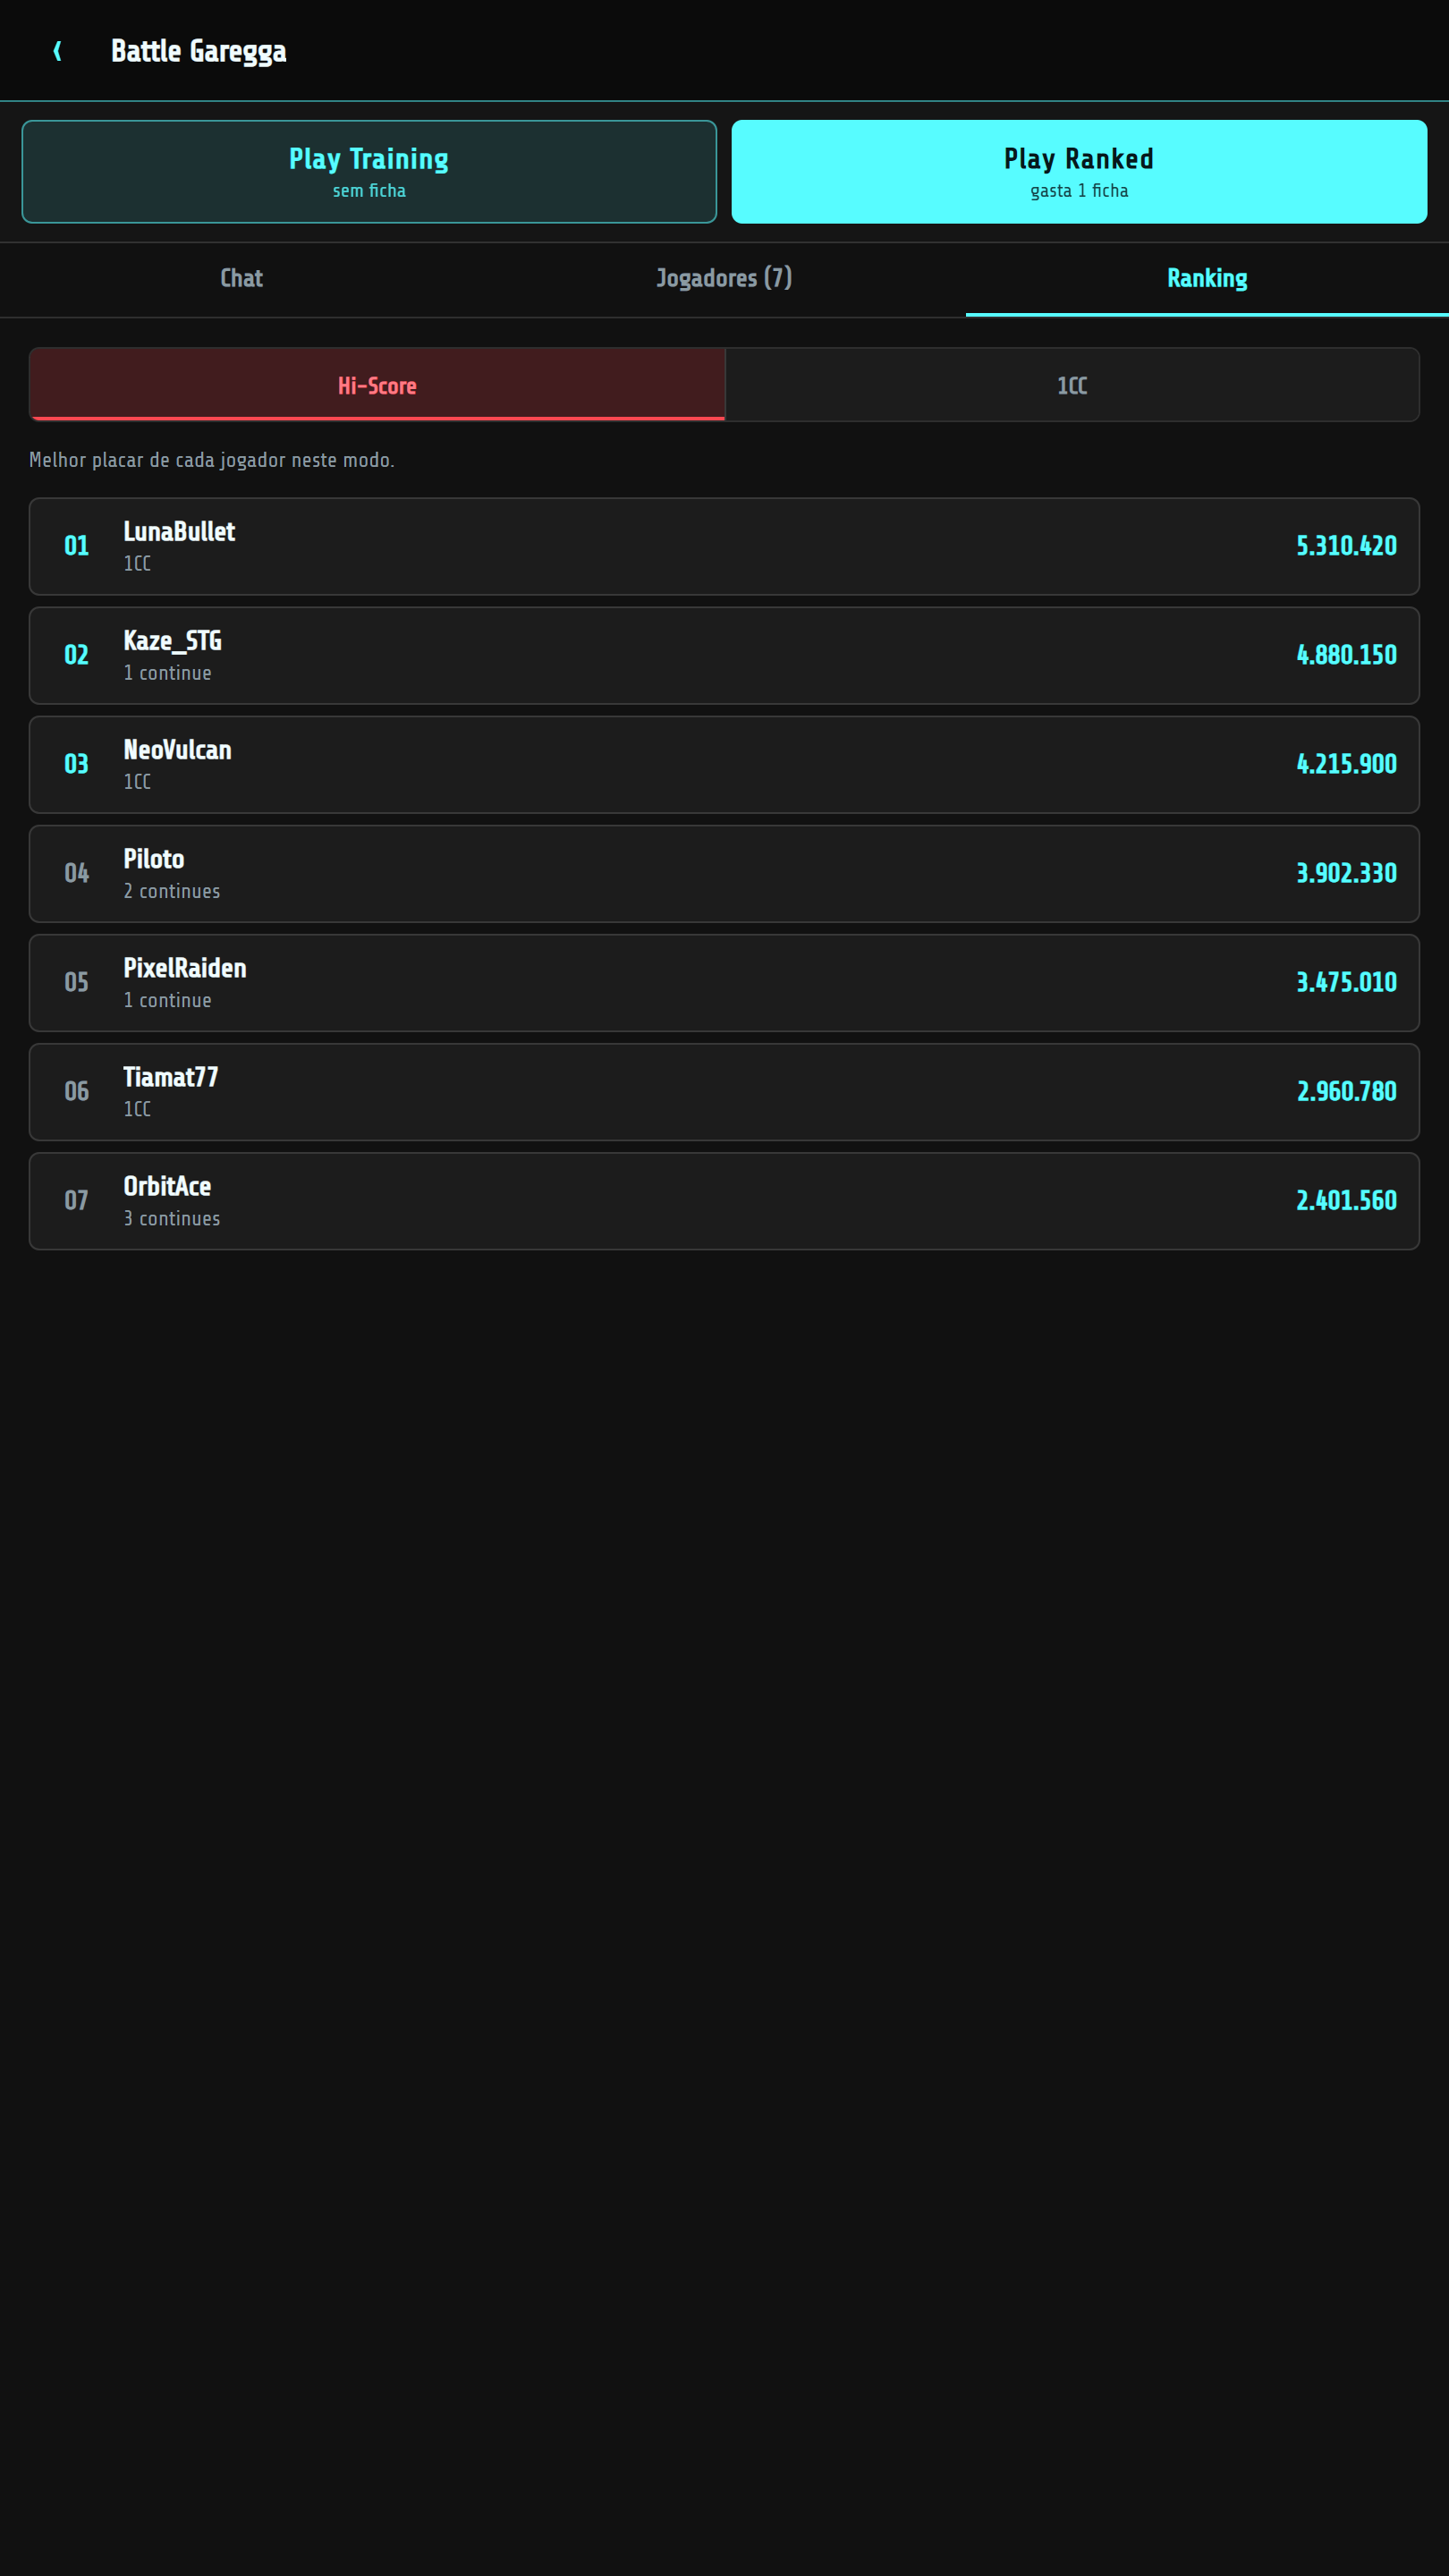 Battle Garegga
Play Training
sem ficha
Play Ranked
gasta 1 ficha
Chat
Jogadores (7)
Ranking
Hi-Score
1CC
Melhor placar de cada jogador neste modo.
01
LunaBullet
1CC
5.310.420
02
Kaze_STG
1 continue
4.880.150
03
NeoVulcan
1CC
4.215.900
04
Piloto
2 continues
3.902.330
05
PixelRaiden
1 continue
3.475.010
06
Tiamat77
1CC
2.960.780
07
OrbitAce
3 continues
2.401.560